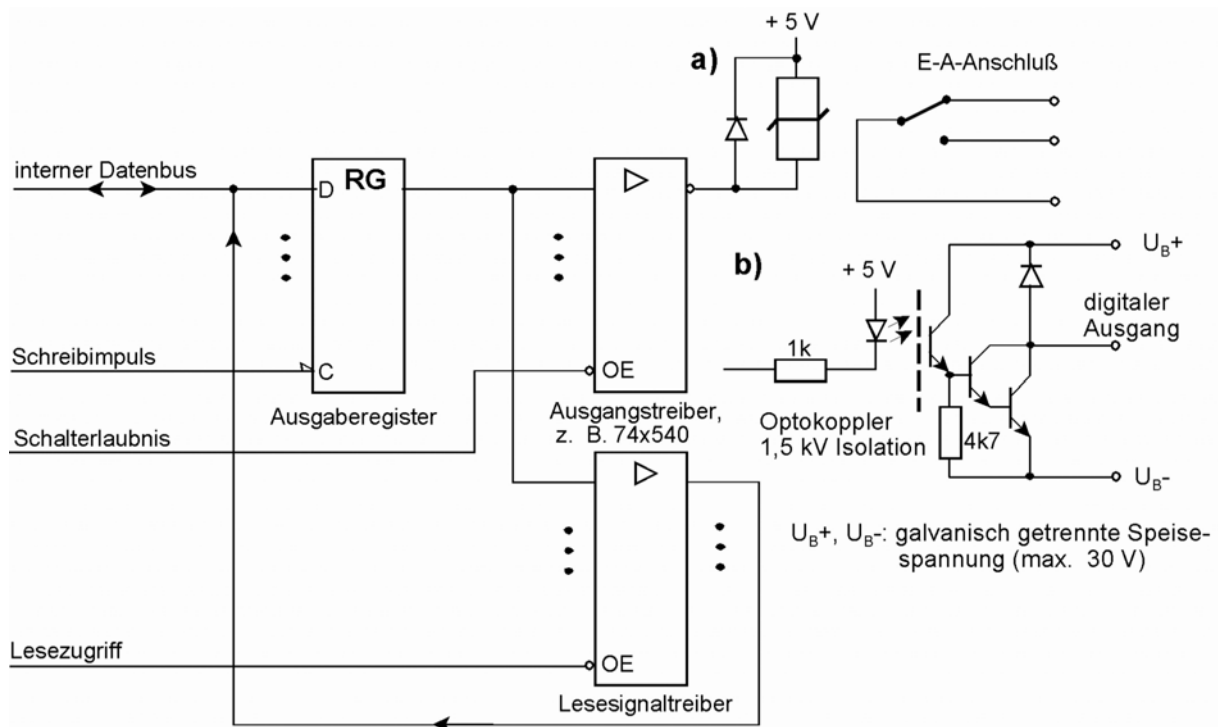 + 5 V
a)
E-A-Anschluß
interner Datenbus
D
RG
b)
+ 5 V
U_B+
digitaler
Ausgang
Schreibimpuls
C
1k
OE
Ausgaberegister
Ausgangstreiber,
z. B. 74x540
Optokoppler
1,5 kV Isolation
4k7
Schalterlaubnis
U_B-
U_B+, U_B-: galvanisch getrennte Speise-
spannung (max. 30 V)
Lesezugriff
OE
Lesesignaltreiber